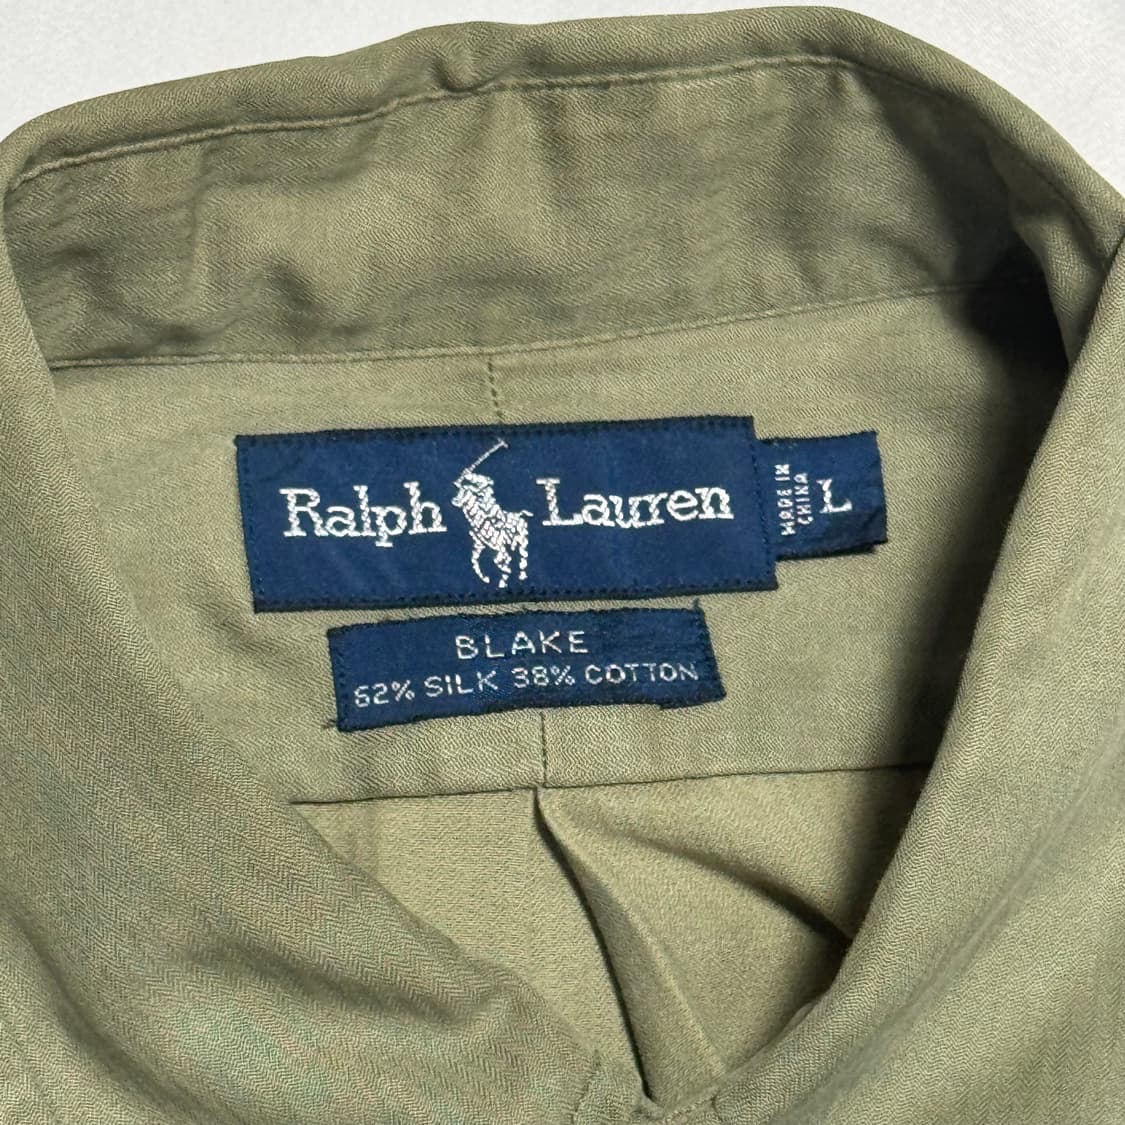 Ralph Lauren
MADE IN
CHINA
L
BLAKE
62% SILK 38% COTTON